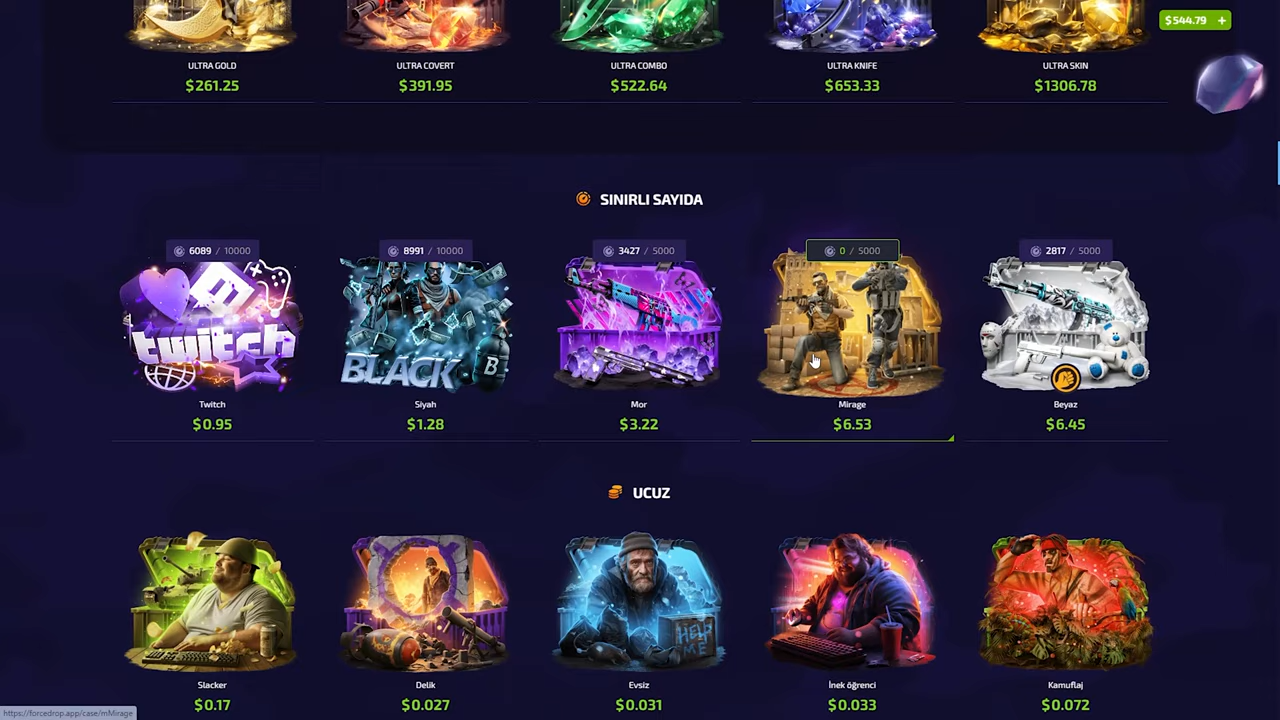 $544.79 +
ULTRA GOLD
$261.25
ULTRA COVERT
$391.95
ULTRA COMBO
$522.64
ULTRA KNIFE
$653.33
ULTRA SKIN
$1306.78
SINIRLI SAYIDA
6089 / 10000
twitch
Twitch
$0.95
8991 / 10000
BLACK
B
Siyah
$1.28
3427 / 5000
Mor
$3.22
0 / 5000
Mirage
$6.53
2817 / 5000
Beyaz
$6.45
UCUZ
Slacker
$0.17
Delik
$0.027
HELP
ME
Evsiz
$0.031
İnek öğrenci
$0.033
Kamuflaj
$0.072
https://forcedrop.app/case/mMirage